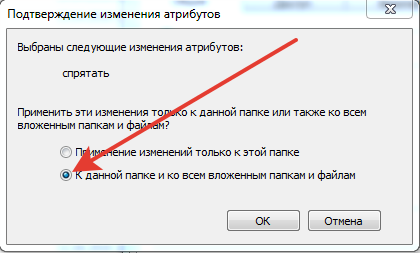 Подтверждение изменения атрибутов
Выбраны следующие изменения атрибутов:
спрятать
Применить эти изменения только к данной папке или также ко всем
вложенным папкам и файлам?
Применение изменений только к этой папке
К данной папке и ко всем вложенным папкам и файлам
ОК
Отмена